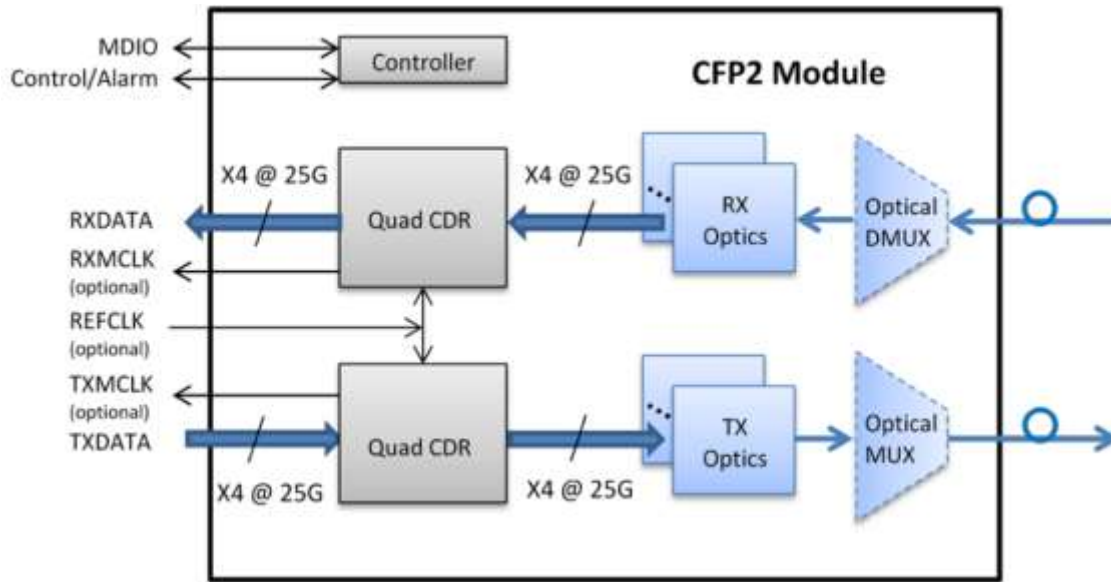 MDIO
Control/Alarm
Controller
CFP2 Module
X4 @ 25G
X4 @ 25G
RXDATA
Quad CDR
RX
Optics
Optical
DMUX
RXMCLK
(optional)
REFCLK
(optional)
TXMCLK
(optional)
TXDATA
Quad CDR
TX
Optics
Optical
MUX
X4 @ 25G
X4 @ 25G